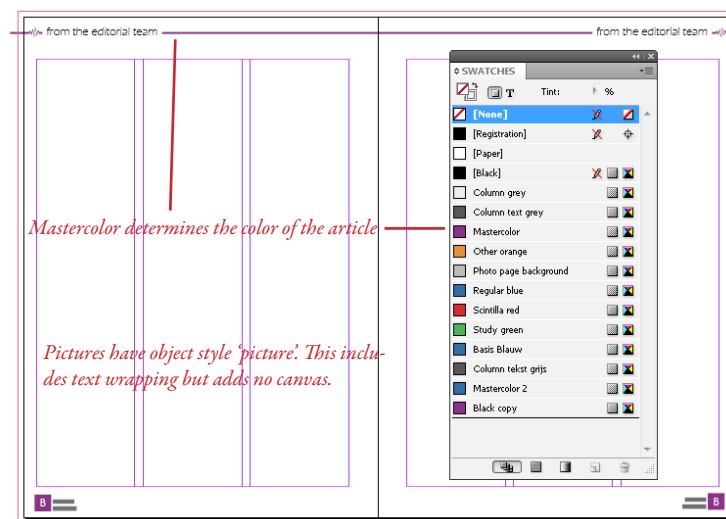 from the editorial team
from the editorial team
SWATCHES
T
Tint:
%
[None]
[Registration]
[Paper]
[Black]
Column grey
Column text grey
Mastercolor
Other orange
Photo page background
Regular blue
Scintilla red
Study green
Basis Blauw
Column tekst grijs
Mastercolor 2
Black copy
Mastercolor determines the color of the article
Pictures have object style ‘picture’. This inclu-
des text wrapping but adds no canvas.
B
B